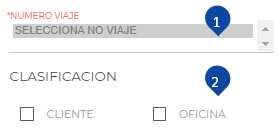 *NUMERO VIAJE
SELECCIONA NO VIAJE
1
CLASIFICACION
2
CLIENTE OFICINA